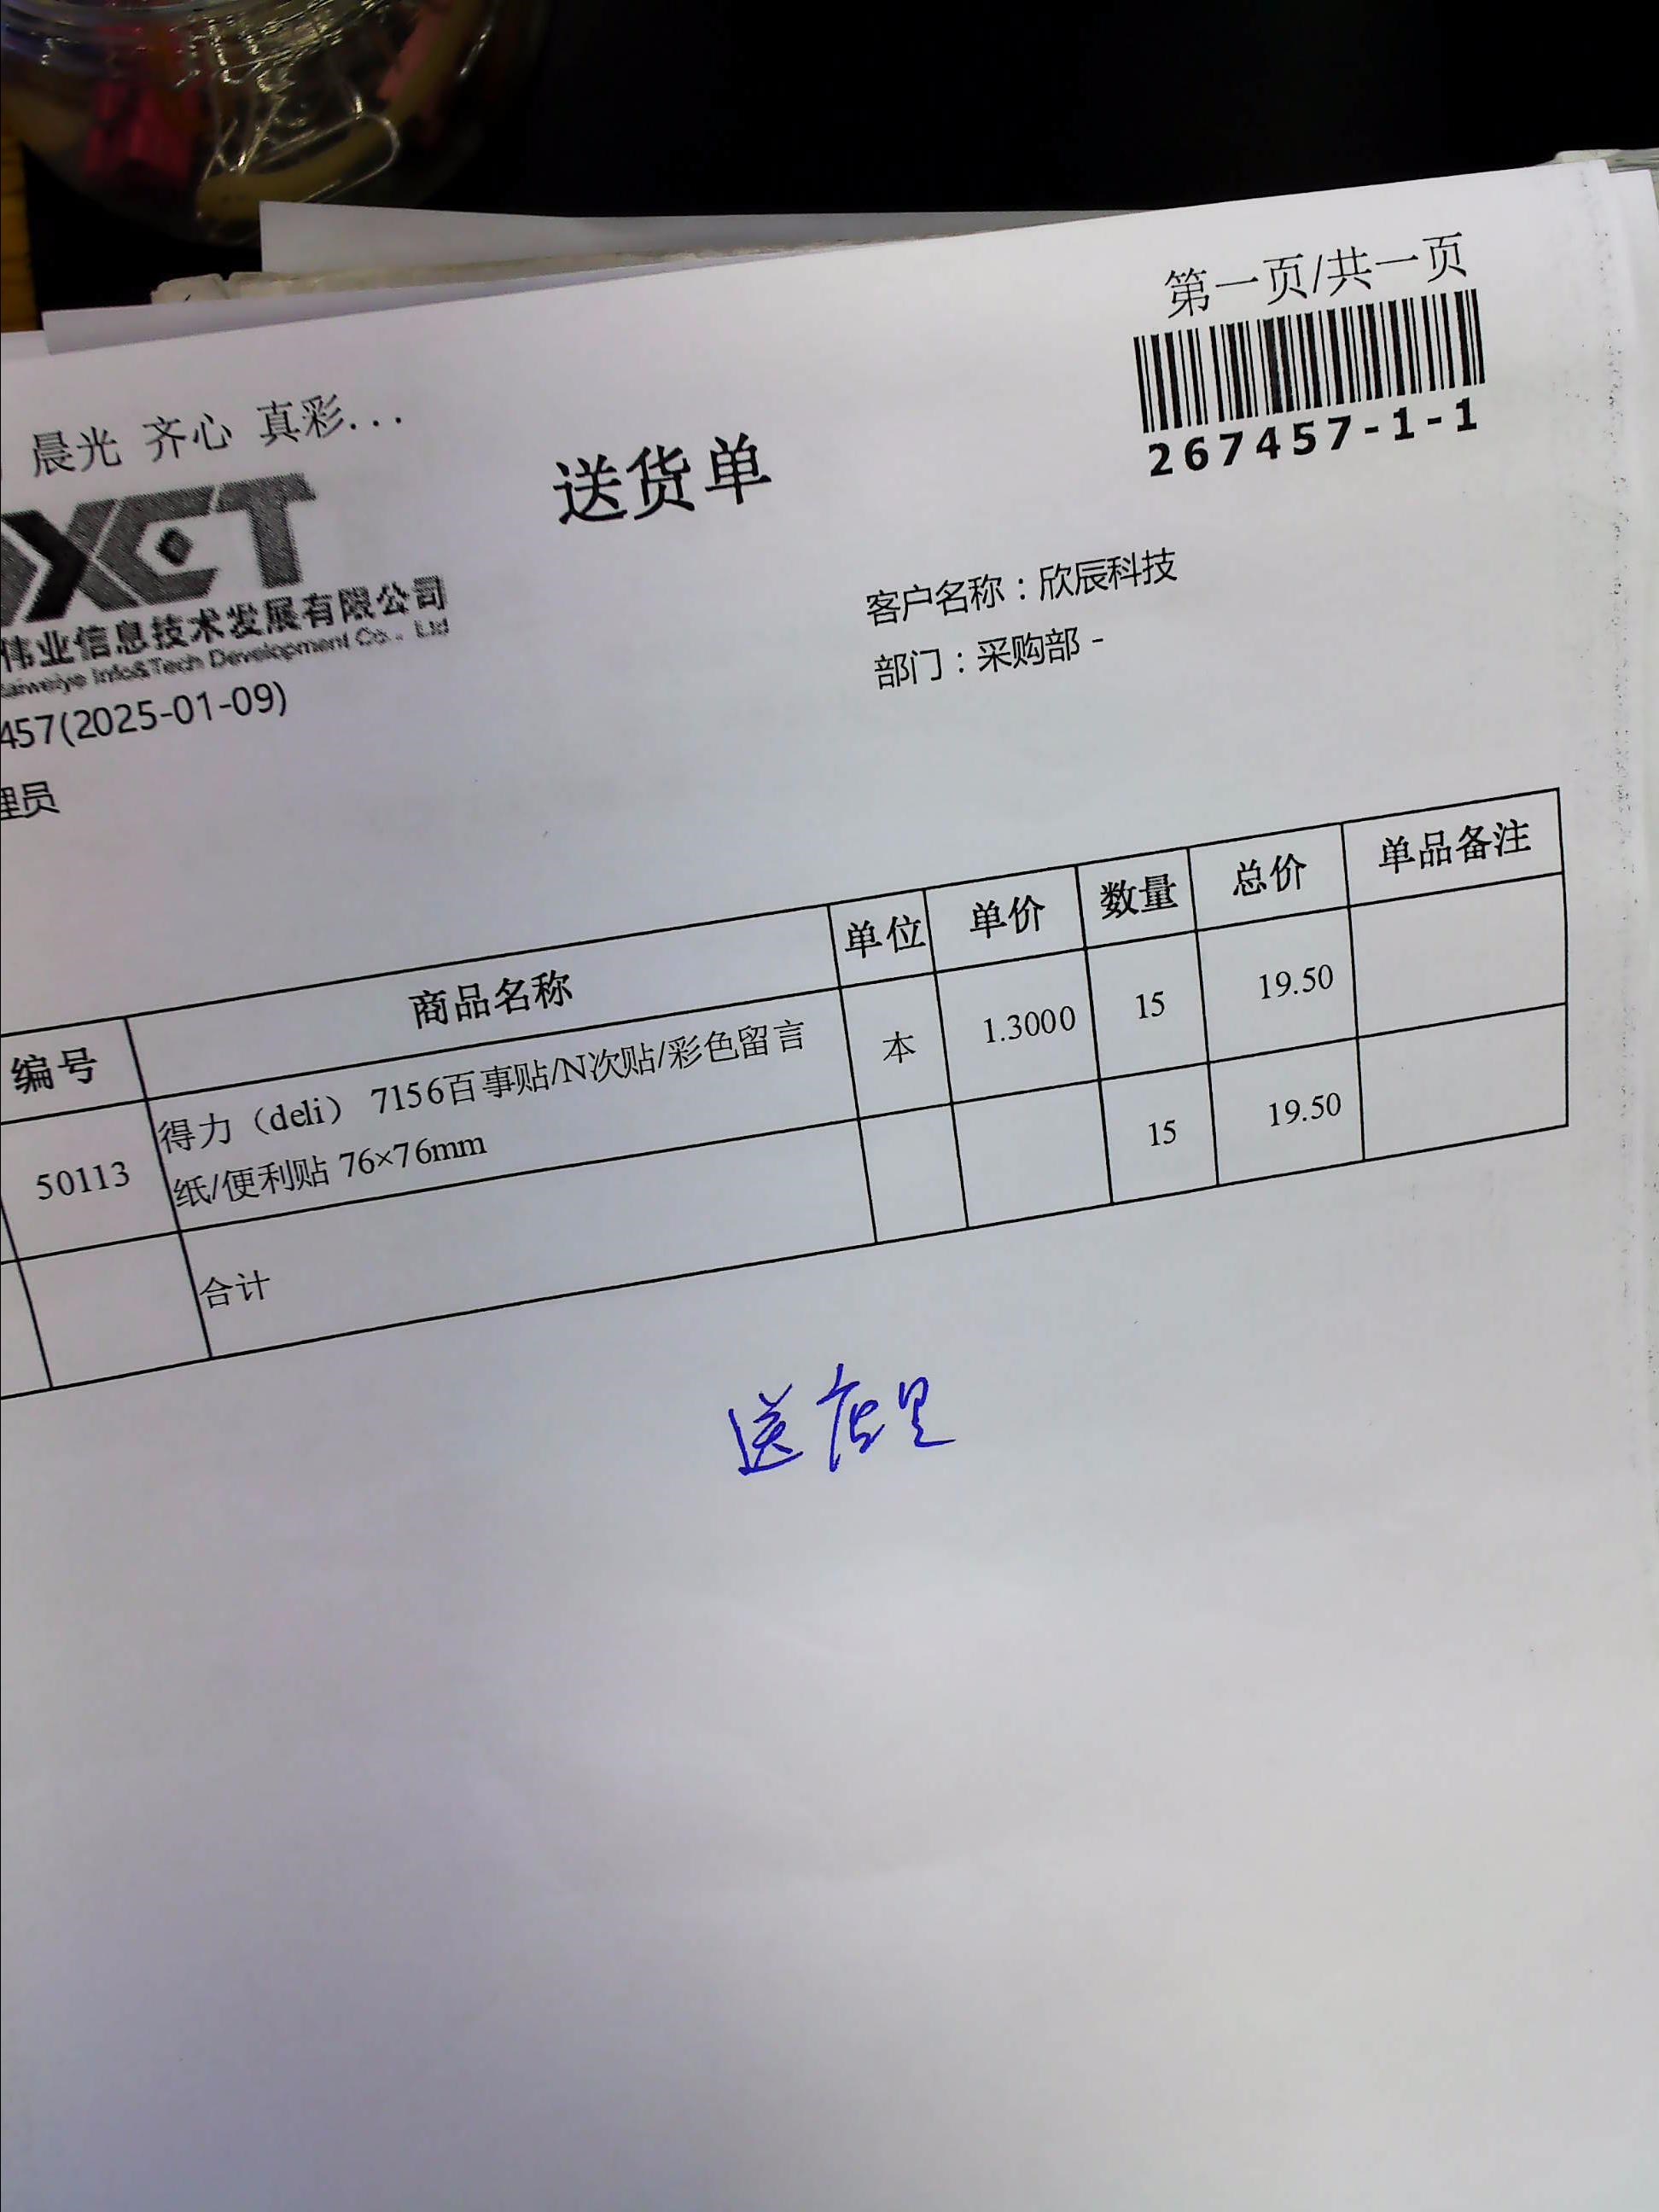 第一页/共一页
267457-1-1
晨光 齐心 真彩...
送货单
XCT
伟业信息技术发展有限公司
taiweiye Info&Tech Development Co., Ltd
客户名称：欣辰科技
部门：采购部 -
457(2025-01-09)
理员
编号 商品名称 单位 单价 数量 总价 单品备注
50113 得力（deli） 7156百事贴/N次贴/彩色留言 本 1.3000 15 19.50
纸/便利贴 76×76mm
合计 15 19.50
送店里